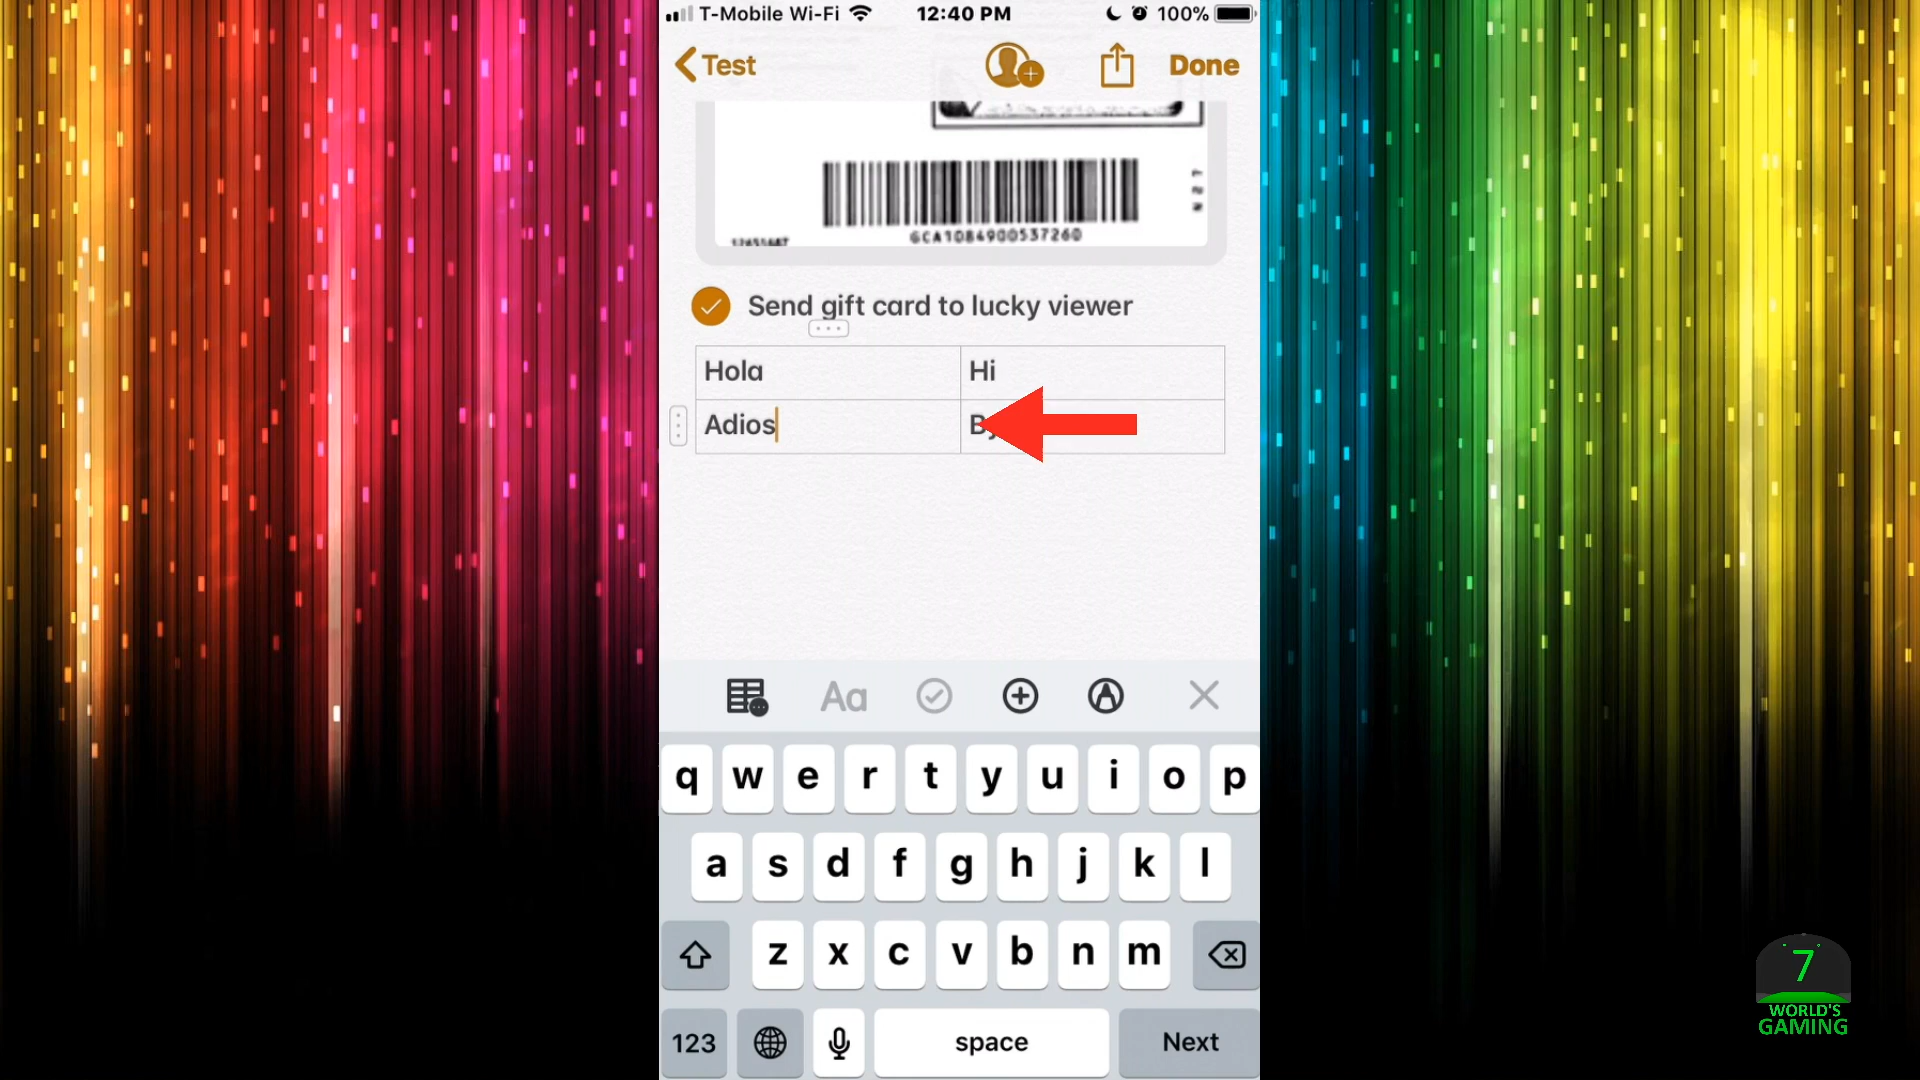 T-Mobile Wi-Fi 12:40 PM 100%
Test Done
GCA1084900537260
Send gift card to lucky viewer
Hola Hi
Adios
Aa
q w e r t y u i o p
a s d f g h j k l
z x c v b n m
123 space Next
7
WORLD'S
GAMING